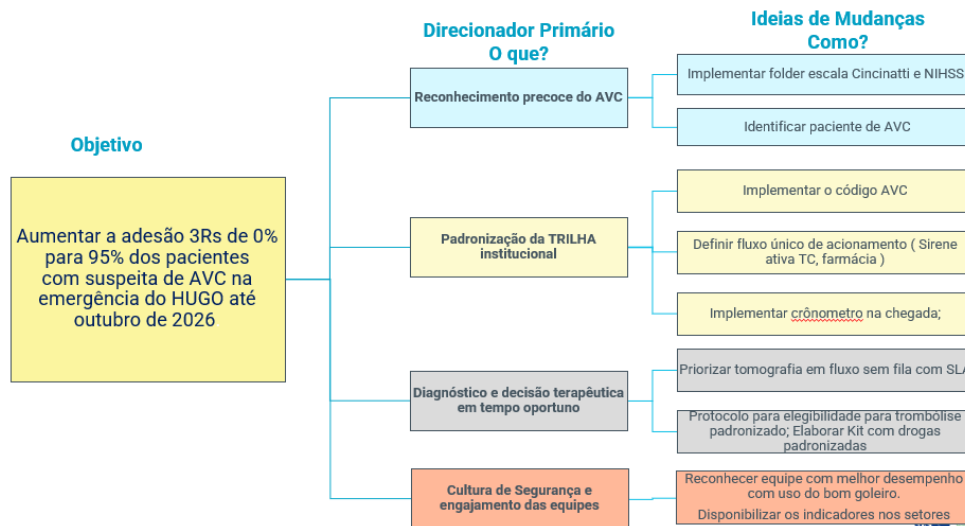 Direcionador Primário
O que?
Ideias de Mudanças
Como?
Objetivo
Aumentar a adesão 3Rs de 0%
para 95% dos pacientes
com suspeita de AVC na
emergência do HUGO até
outubro de 2026
Reconhecimento precoce do AVC
Implementar folder escala Cincinatti e NIHSS
Identificar paciente de AVC
Padronização da TRILHA
institucional
Implementar o código AVC
Definir fluxo único de acionamento ( Sirene
ativa TC, farmácia )
Implementar crônometro na chegada;
Diagnóstico e decisão terapêutica
em tempo oportuno
Priorizar tomografia em fluxo sem fila com SLA
Protocolo para elegibilidade para trombólise
padronizado; Elaborar Kit com drogas
padronizadas
Cultura de Segurança e
engajamento das equipes
Reconhecer equipe com melhor desempenho
com uso do bom goleiro.
Disponibilizar os indicadores nos setores